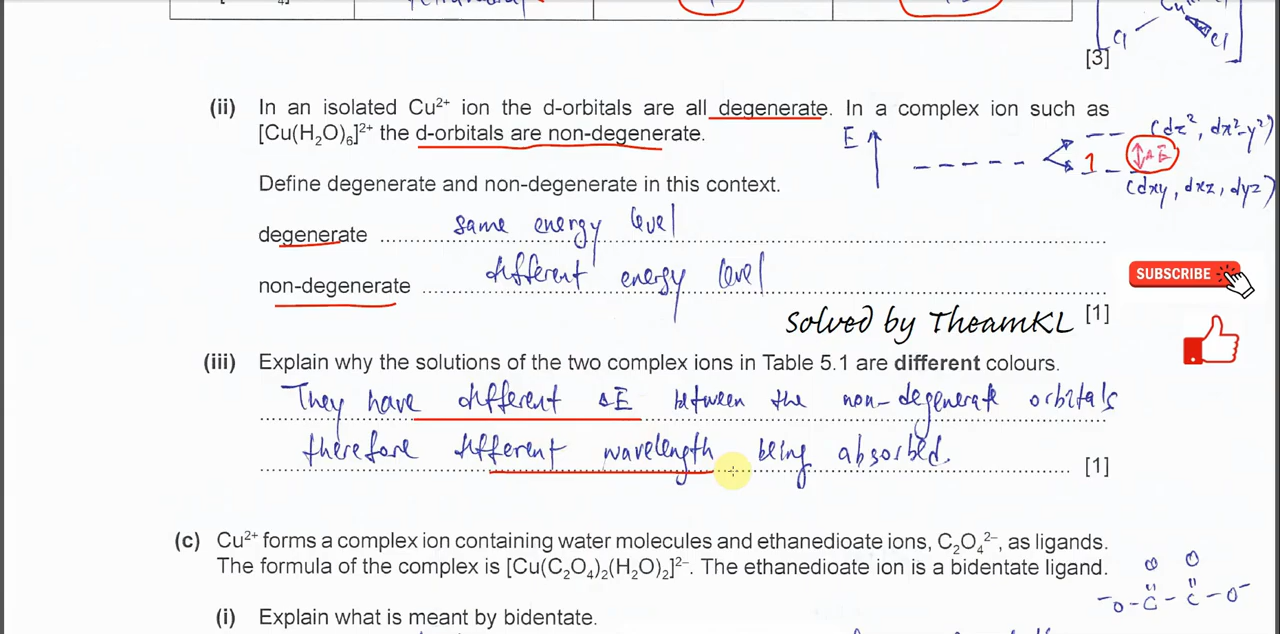 Cl
Cl
[3]
(ii) In an isolated Cu²⁺ ion the d-orbitals are all degenerate. In a complex ion such as
[Cu(H₂O)₆]²⁺ the d-orbitals are non-degenerate.
E
(dz², dx²-y²)
1
ΔE
(dxy, dxz, dyz)
Define degenerate and non-degenerate in this context.
degenerate same energy level
non-degenerate different energy level
SUBSCRIBE
Solved by TheamKL [1]
(iii) Explain why the solutions of the two complex ions in Table 5.1 are different colours.
They have different ΔE between the non-degenerate orbitals
therefore different wavelength being absorbed.
[1]
(c) Cu²⁺ forms a complex ion containing water molecules and ethanedioate ions, C₂O₄²⁻, as ligands.
The formula of the complex is [Cu(C₂O₄)₂(H₂O)₂]²⁻. The ethanedioate ion is a bidentate ligand.
O O
⁻O-C-C-O⁻
(i) Explain what is meant by bidentate.